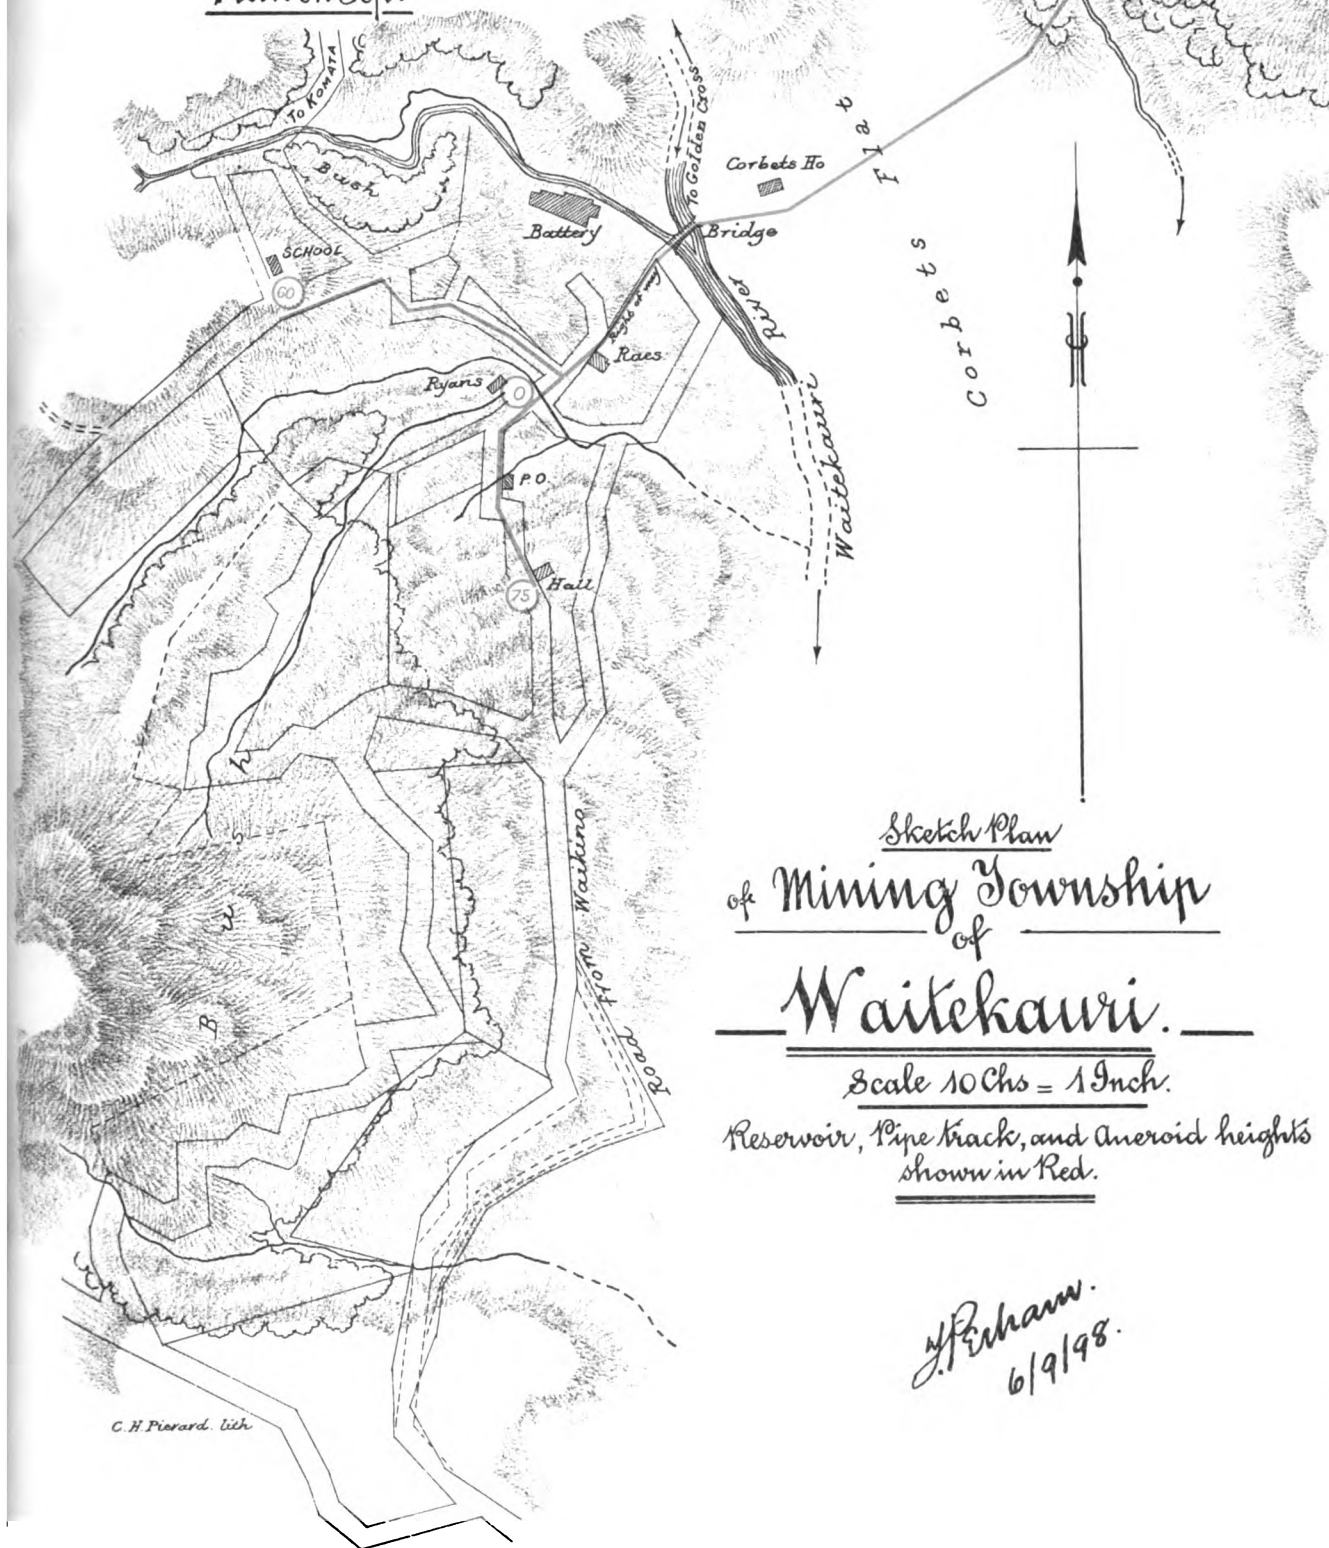 To KOMATA
Bush
To Golden Cross
Corbets Ho
Flat
Battery
Bridge
SCHOOL
60
Right of way
River
Corbets
Raes
Ryans
0
Waitekauri
P.O.
Hall
75
Bush
Road from Waikino
Sketch Plan
of Mining Township
of
Waitekauri.
Scale 10 Chs = 1 Inch.
Reservoir, Pipe track, and Aneroid heights
shown in Red.
6/9/98.
C. H. Pierard. lith